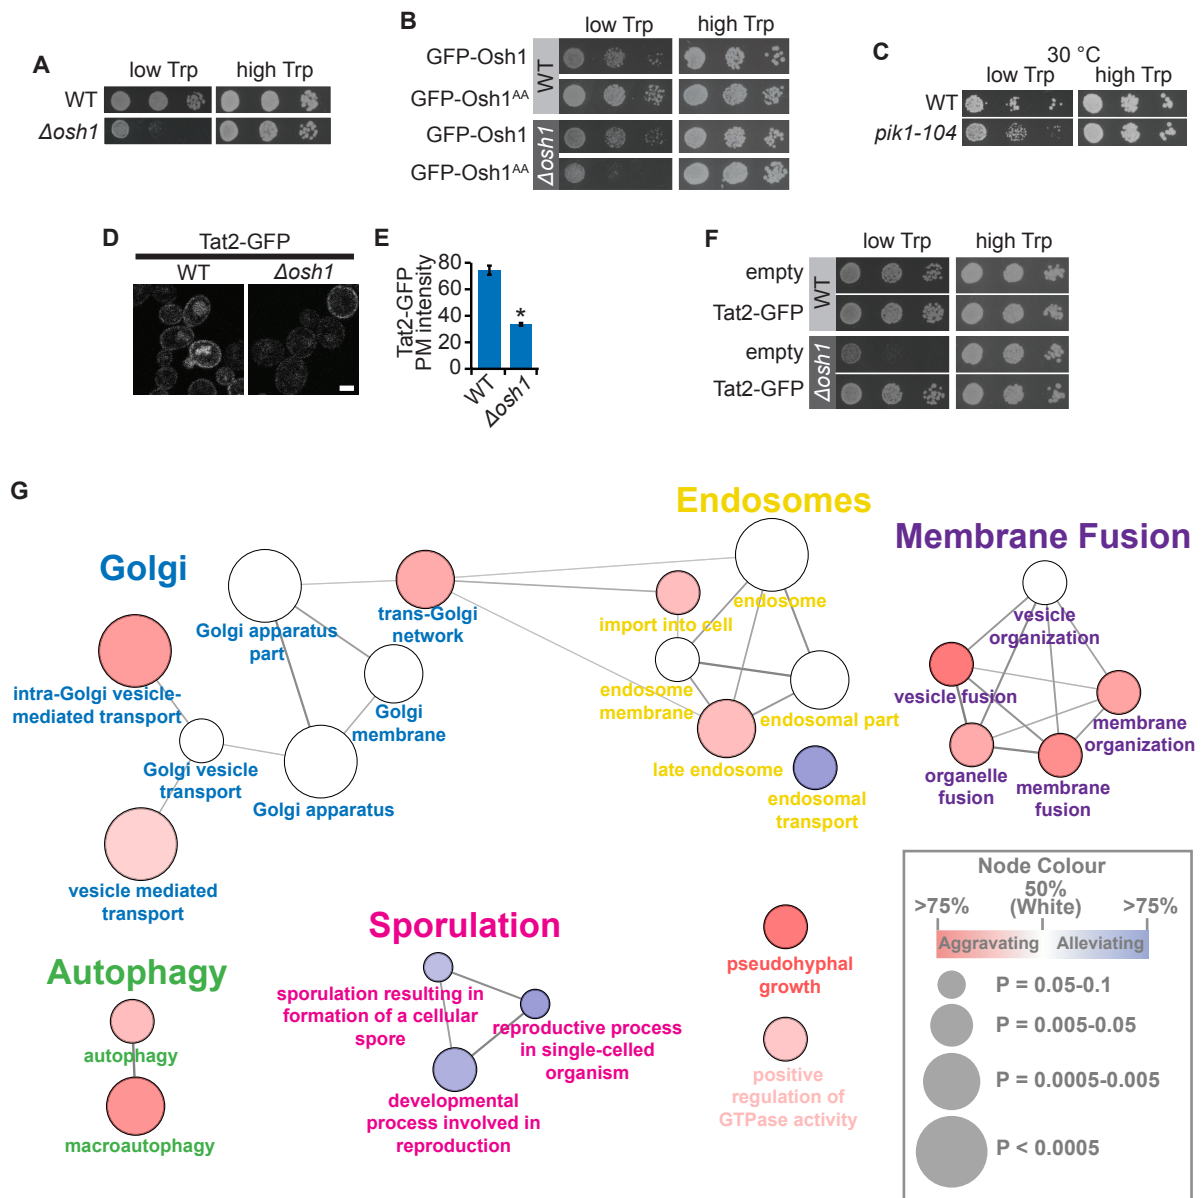 A
low Trp
high Trp
WT
Δosh1
B
low Trp
high Trp
GFP-Osh1
GFP-Osh1AA
GFP-Osh1
GFP-Osh1AA
WT
Δosh1
C
30 °C
low Trp
high Trp
WT
pik1-104
D
Tat2-GFP
WT
Δosh1
E
Tat2-GFP
PM intensity
80
60
40
20
0
*
WT
Δosh1
F
low Trp
high Trp
empty
Tat2-GFP
empty
Tat2-GFP
WT
Δosh1
G
Golgi
Golgi apparatus
part
trans-Golgi
network
intra-Golgi vesicle-
mediated transport
Golgi
membrane
Golgi vesicle
transport
Golgi apparatus
vesicle mediated
transport
Endosomes
endosome
import into cell
endosome
membrane
endosomal part
late endosome
endosomal
transport
Membrane Fusion
vesicle
organization
vesicle fusion
membrane
organization
organelle
fusion
membrane
fusion
Autophagy
autophagy
macroautophagy
Sporulation
sporulation resulting in
formation of a cellular
spore
reproductive process
in single-celled
organism
developmental
process involved in
reproduction
pseudohyphal
growth
positive
regulation of
GTPase activity
Node Colour
50%
>75%
(White)
>75%
Aggravating
Alleviating
P = 0.05-0.1
P = 0.005-0.05
P = 0.0005-0.005
P < 0.0005